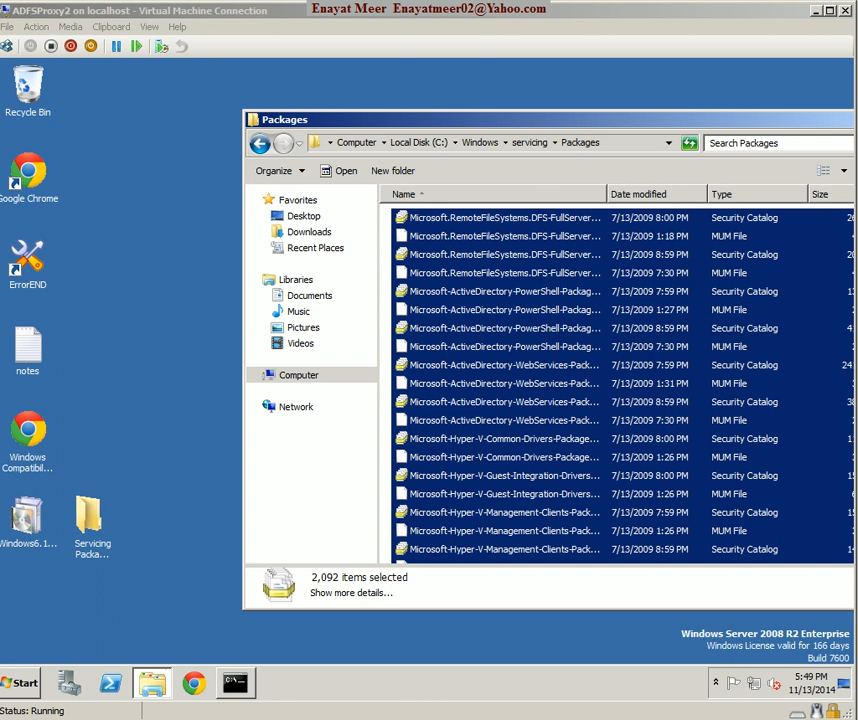 Enayat Meer Enayatmeer02@Yahoo.com
ADFSProxy2 on localhost - Virtual Machine Connection
File Action Media Clipboard View Help
Recycle Bin
Google Chrome
ErrorEND
notes
Windows
Compatibil...
Windows6.1...
Servicing
Packa...
Packages
Computer Local Disk (C:) Windows servicing Packages
Search Packages
Organize Open New folder
Favorites
Desktop
Downloads
Recent Places
Libraries
Documents
Music
Pictures
Videos
Computer
Network
Name Date modified Type Size
Microsoft.RemoteFileSystems.DFS-FullServer... 7/13/2009 8:00 PM Security Catalog
Microsoft.RemoteFileSystems.DFS-FullServer... 7/13/2009 1:18 PM MUM File
Microsoft.RemoteFileSystems.DFS-FullServer... 7/13/2009 8:59 PM Security Catalog
Microsoft.RemoteFileSystems.DFS-FullServer... 7/13/2009 7:30 PM MUM File
Microsoft-ActiveDirectory-PowerShell-Packag... 7/13/2009 7:59 PM Security Catalog
Microsoft-ActiveDirectory-PowerShell-Packag... 7/13/2009 1:27 PM MUM File
Microsoft-ActiveDirectory-PowerShell-Packag... 7/13/2009 8:59 PM Security Catalog
Microsoft-ActiveDirectory-PowerShell-Packag... 7/13/2009 7:30 PM MUM File
Microsoft-ActiveDirectory-WebServices-Pack... 7/13/2009 7:59 PM Security Catalog 24
Microsoft-ActiveDirectory-WebServices-Pack... 7/13/2009 1:31 PM MUM File
Microsoft-ActiveDirectory-WebServices-Pack... 7/13/2009 8:59 PM Security Catalog
Microsoft-ActiveDirectory-WebServices-Pack... 7/13/2009 7:30 PM MUM File
Microsoft-Hyper-V-Common-Drivers-Package... 7/13/2009 8:00 PM Security Catalog
Microsoft-Hyper-V-Common-Drivers-Package... 7/13/2009 1:26 PM MUM File
Microsoft-Hyper-V-Guest-Integration-Drivers... 7/13/2009 8:00 PM Security Catalog
Microsoft-Hyper-V-Guest-Integration-Drivers... 7/13/2009 1:26 PM MUM File
Microsoft-Hyper-V-Management-Clients-Pack... 7/13/2009 7:59 PM Security Catalog
Microsoft-Hyper-V-Management-Clients-Pack... 7/13/2009 1:26 PM MUM File
Microsoft-Hyper-V-Management-Clients-Pack... 7/13/2009 8:59 PM Security Catalog
2,092 items selected
Show more details...
Windows Server 2008 R2 Enterprise
Windows License valid for 166 days
Build 7600
Start
5:49 PM
11/13/2014
Status: Running